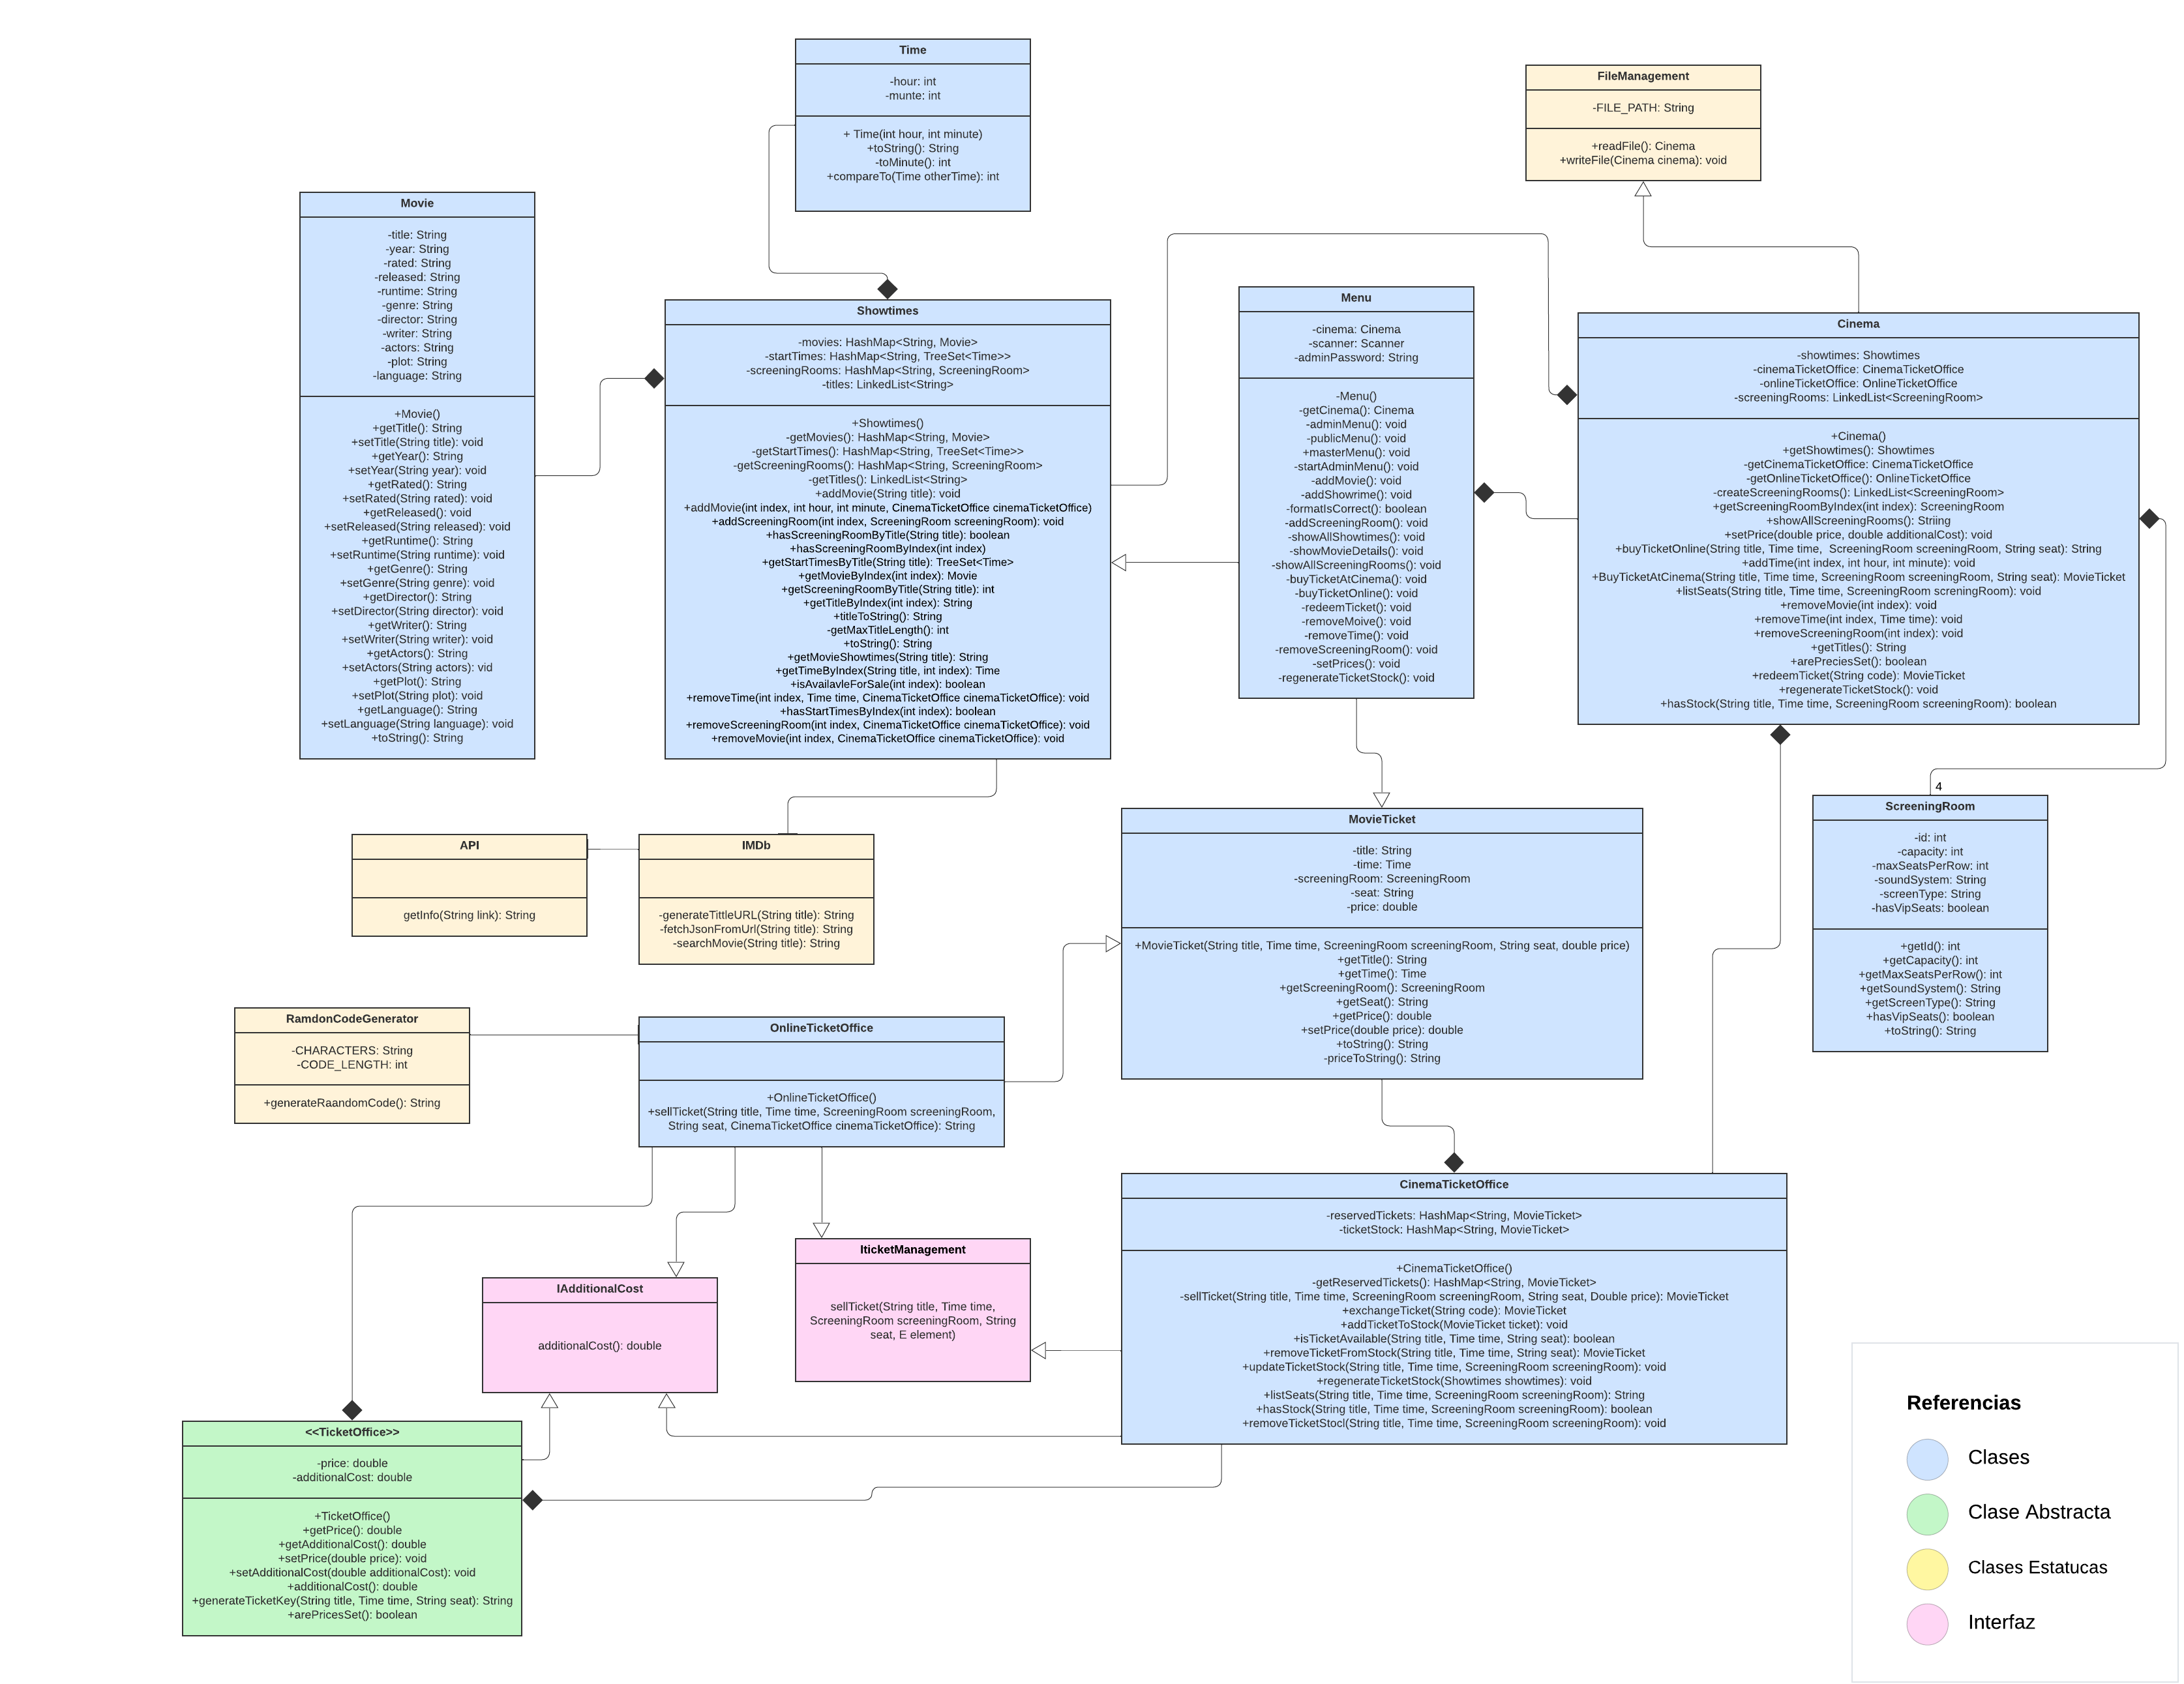 Time
-hour: int
-munte: int
+ Time(int hour, int minute)
+toString(): String
-toMinute(): int
+compareTo(Time otherTime): int
FileManagement
-FILE_PATH: String
+readFile(): Cinema
+writeFile(Cinema cinema): void
Movie
-title: String
-year: String
-rated: String
-released: String
-runtime: String
-genre: String
-director: String
-writer: String
-actors: String
-plot: String
-language: String
+Movie()
+getTitle(): String
+setTitle(String title): void
+getYear(): String
+setYear(String year): void
+getRated(): String
+setRated(String rated): void
+getReleased(): void
+setReleased(String released): void
+getRuntime(): String
+setRuntime(String runtime): void
+getGenre(): String
+setGenre(String genre): void
+getDirector(): String
+setDirector(String director): void
+getWriter(): String
+setWriter(String writer): void
+getActors(): String
+setActors(String actors): vid
+getPlot(): String
+setPlot(String plot): void
+getLanguage(): String
+setLanguage(String language): void
+toString(): String
Showtimes
-movies: HashMap<String, Movie>
-startTimes: HashMap<String, TreeSet<Time>>
-screeningRooms: HashMap<String, ScreeningRoom>
-titles: LinkedList<String>
+Showtimes()
-getMovies(): HashMap<String, Movie>
-getStartTimes(): HashMap<String, TreeSet<Time>>
-getScreeningRooms(): HashMap<String, ScreeningRoom>
-getTitles(): LinkedList<String>
+addMovie(String title): void
+addMovie(int index, int hour, int minute, CinemaTicketOffice cinemaTicketOffice)
+addScreeningRoom(int index, ScreeningRoom screeningRoom): void
+hasScreeningRoomByTitle(String title): boolean
+hasScreeningRoomByIndex(int index)
+getStartTimesByTitle(String title): TreeSet<Time>
+getMovieByIndex(int index): Movie
+getScreeningRoomByTitle(String title): int
+getTitleByIndex(int index): String
+titleToString(): String
-getMaxTitleLength(): int
+toString(): String
+getMovieShowtimes(String title): String
+getTimeByIndex(String title, int index): Time
+isAvailavleForSale(int index): boolean
+removeTime(int index, Time time, CinemaTicketOffice cinemaTicketOffice): void
+hasStartTimesByIndex(int index): boolean
+removeScreeningRoom(int index, CinemaTicketOffice cinemaTicketOffice): void
+removeMovie(int index, CinemaTicketOffice cinemaTicketOffice): void
Menu
-cinema: Cinema
-scanner: Scanner
-adminPassword: String
-Menu()
-getCinema(): Cinema
-adminMenu(): void
-publicMenu(): void
+masterMenu(): void
-startAdminMenu(): void
-addMovie(): void
-addShowrime(): void
-formatIsCorrect(): boolean
-addScreeningRoom(): void
-showAllShowtimes(): void
-showMovieDetails(): void
-showAllScreeningRooms(): void
-buyTicketAtCinema(): void
-buyTicketOnline(): void
-redeemTicket(): void
-removeMoive(): void
-removeTime(): void
-removeScreeningRoom(): void
-setPrices(): void
-regenerateTicketStock(): void
Cinema
-showtimes: Showtimes
-cinemaTicketOffice: CinemaTicketOffice
-onlineTicketOffice: OnlineTicketOffice
-screeningRooms: LinkedList<ScreeningRoom>
+Cinema()
+getShowtimes(): Showtimes
-getCinemaTicketOffice: CinemaTicketOffice
-getOnlineTicketOffice(): OnlineTicketOffice
-createScreeningRooms(): LinkedList<ScreeningRoom>
+getScreeningRoomByIndex(int index): ScreeningRoom
+showAllScreeningRooms(): Striing
+setPrice(double price, double additionalCost): void
+buyTicketOnline(String title, Time time,  ScreeningRoom screeningRoom, String seat): String
+addTime(int index, int hour, int minute): void
+BuyTicketAtCinema(String title, Time time, ScreeningRoom screeningRoom, String seat): MovieTicket
+listSeats(String title, Time time, ScreeningRoom screningRoom): void
+removeMovie(int index): void
+removeTime(int index, Time time): void
+removeScreeningRoom(int index): void
+getTitles(): String
+arePreciesSet(): boolean
+redeemTicket(String code): MovieTicket
+regenerateTicketStock(): void
+hasStock(String title, Time time, ScreeningRoom screeningRoom): boolean
4
ScreeningRoom
-id: int
-capacity: int
-maxSeatsPerRow: int
-soundSystem: String
-screenType: String
-hasVipSeats: boolean
+getId(): int
+getCapacity(): int
+getMaxSeatsPerRow(): int
+getSoundSystem(): String
+getScreenType(): String
+hasVipSeats(): boolean
+toString(): String
API
getInfo(String link): String
IMDb
-generateTittleURL(String title): String
-fetchJsonFromUrl(String title): String
-searchMovie(String title): String
MovieTicket
-title: String
-time: Time
-screeningRoom: ScreeningRoom
-seat: String
-price: double
+MovieTicket(String title, Time time, ScreeningRoom screeningRoom, String seat, double price)
+getTitle(): String
+getTime(): Time
+getScreeningRoom(): ScreeningRoom
+getSeat(): String
+getPrice(): double
+setPrice(double price): double
+toString(): String
-priceToString(): String
RamdonCodeGenerator
-CHARACTERS: String
-CODE_LENGTH: int
+generateRaandomCode(): String
OnlineTicketOffice
+OnlineTicketOffice()
+sellTicket(String title, Time time, ScreeningRoom screeningRoom,
String seat, CinemaTicketOffice cinemaTicketOffice): String
CinemaTicketOffice
-reservedTickets: HashMap<String, MovieTicket>
-ticketStock: HashMap<String, MovieTicket>
+CinemaTicketOffice()
-getReservedTickets(): HashMap<String, MovieTicket>
-sellTicket(String title, Time time, ScreeningRoom screeningRoom, String seat, Double price): MovieTicket
+exchangeTicket(String code): MovieTicket
+addTicketToStock(MovieTicket ticket): void
+isTicketAvailable(String title, Time time, String seat): boolean
+removeTicketFromStock(String title, Time time, String seat): MovieTicket
+updateTicketStock(String title, Time time, ScreeningRoom screeningRoom): void
+regenerateTicketStock(Showtimes showtimes): void
+listSeats(String title, Time time, ScreeningRoom screeningRoom): String
+hasStock(String title, Time time, ScreeningRoom screeningRoom): boolean
+removeTicketStocl(String title, Time time, ScreeningRoom screeningRoom): void
IticketManagement
sellTicket(String title, Time time,
ScreeningRoom screeningRoom, String
seat, E element)
IAdditionalCost
additionalCost(): double
<<TicketOffice>>
-price: double
-additionalCost: double
+TicketOffice()
+getPrice(): double
+getAdditionalCost(): double
+setPrice(double price): void
+setAdditionalCost(double additionalCost): void
+additionalCost(): double
+generateTicketKey(String title, Time time, String seat): String
+arePricesSet(): boolean
Referencias
Clases
Clase Abstracta
Clases Estatucas
Interfaz